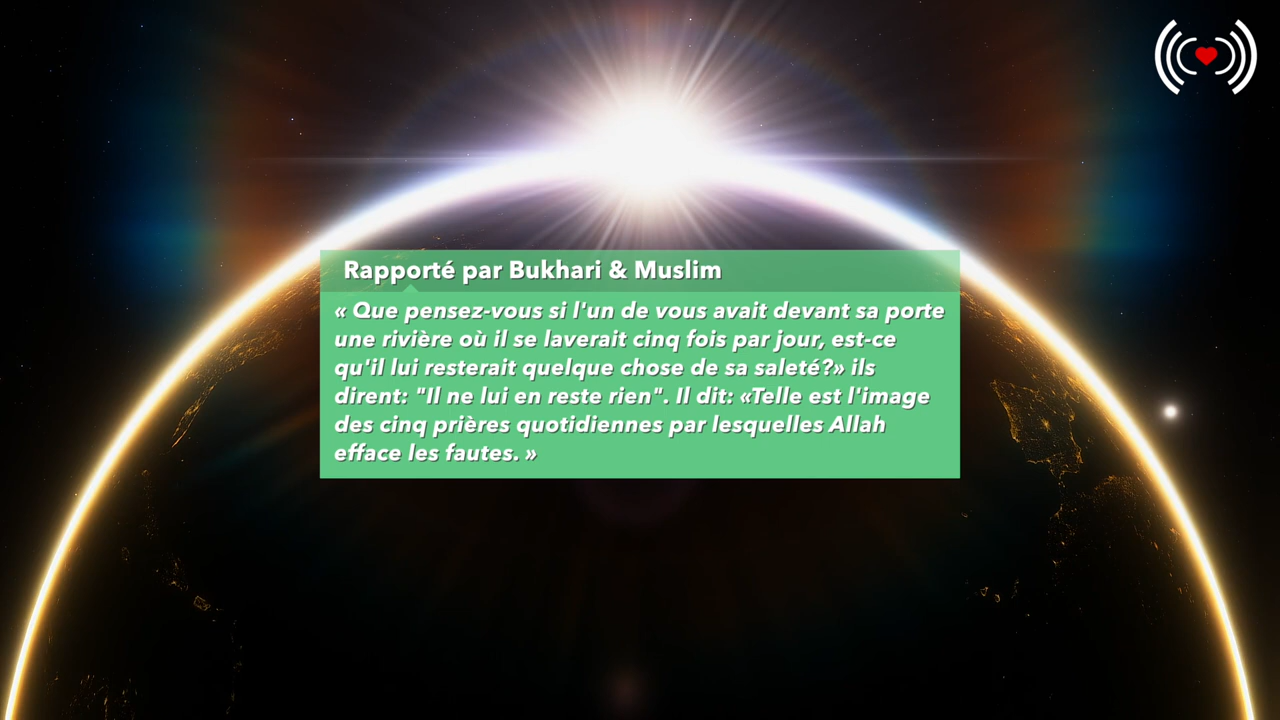 Rapporté par Bukhari & Muslim
« Que pensez-vous si l'un de vous avait devant sa porte
une rivière où il se laverait cinq fois par jour, est-ce
qu'il lui resterait quelque chose de sa saleté?» ils
dirent: "Il ne lui en reste rien". Il dit: «Telle est l'image
des cinq prières quotidiennes par lesquelles Allah
efface les fautes. »